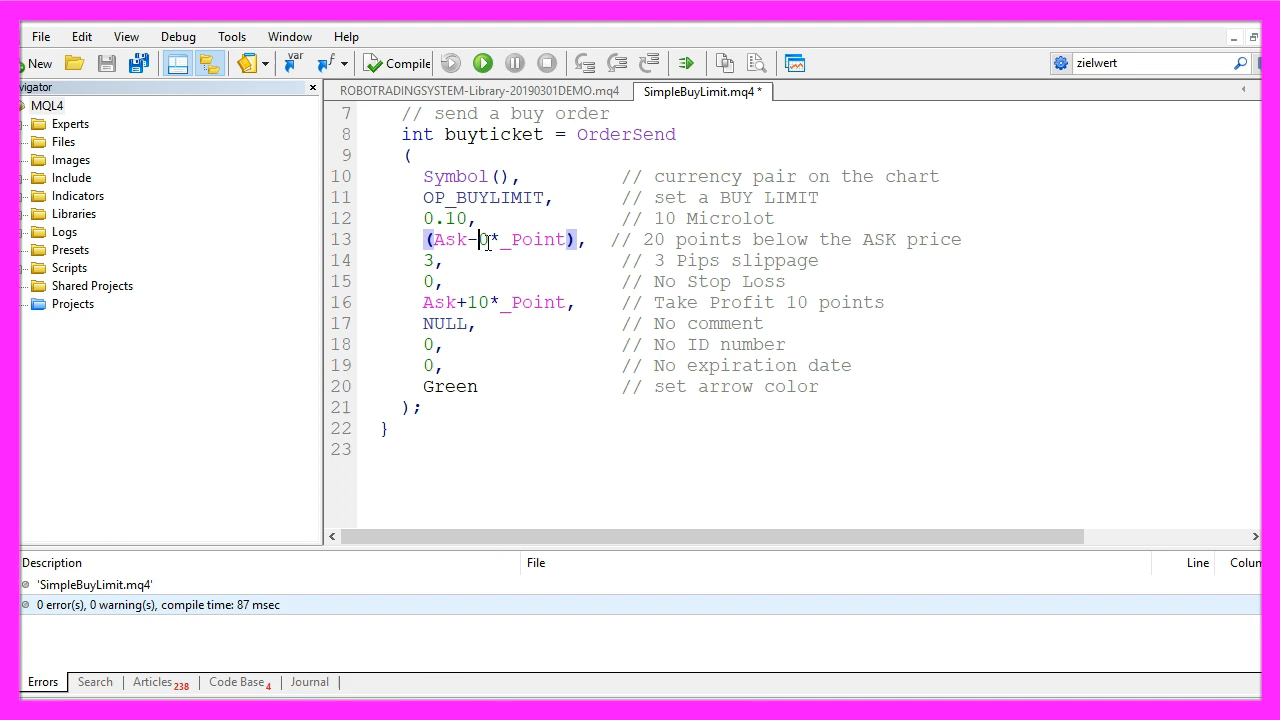 File Edit View Debug Tools Window Help
New var f Compile zielwert
vigator
ROBOTRADINGSYSTEM-Library-20190301DEMO.mq4 SimpleBuyLimit.mq4 *
MQL4
Experts
Files
Images
Include
Indicators
Libraries
Logs
Presets
Scripts
Shared Projects
Projects
7 // send a buy order
8 int buyticket = OrderSend
9 (
10 Symbol(), // currency pair on the chart
11 OP_BUYLIMIT, // set a BUY LIMIT
12 0.10, // 10 Microlot
13 (Ask-0*_Point), // 20 points below the ASK price
14 3, // 3 Pips slippage
15 0, // No Stop Loss
16 Ask+10*_Point, // Take Profit 10 points
17 NULL, // No comment
18 0, // No ID number
19 0, // No expiration date
20 Green // set arrow color
21 );
22 }
23
Description File Line Colun
'SimpleBuyLimit.mq4'
0 error(s), 0 warning(s), compile time: 87 msec
Errors Search Articles 238 Code Base 4 Journal